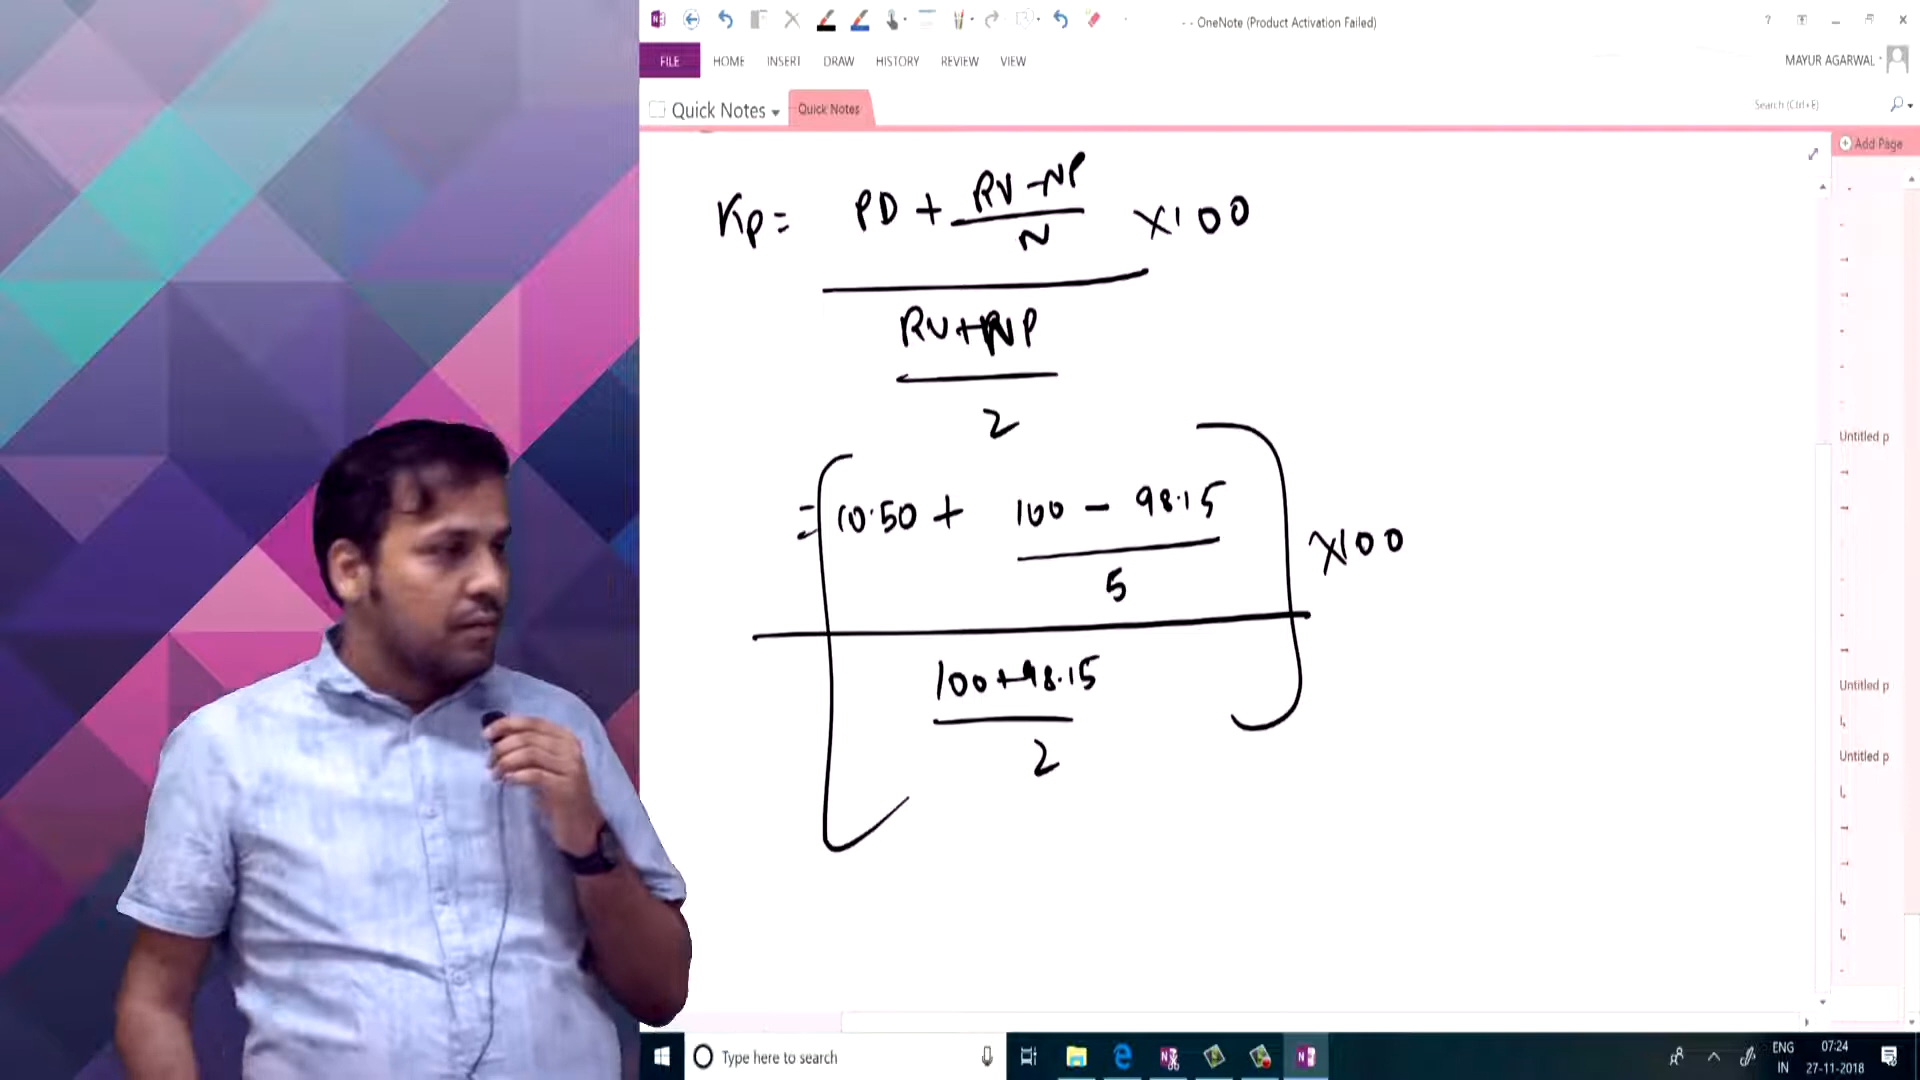 - - OneNote (Product Activation Failed)
FILE HOME INSERT DRAW HISTORY REVIEW VIEW
MAYUR AGARWAL
Quick Notes
Quick Notes
Search (Ctrl+E)
Add Page
Kp = PD + RV - NP
N
× 100
RV + NP
2
= 10.50 + 100 - 98.15
5
× 100
100 + 98.15
2
Untitled p
Untitled p
Untitled p
Type here to search
ENG
IN
07:24
27-11-2018